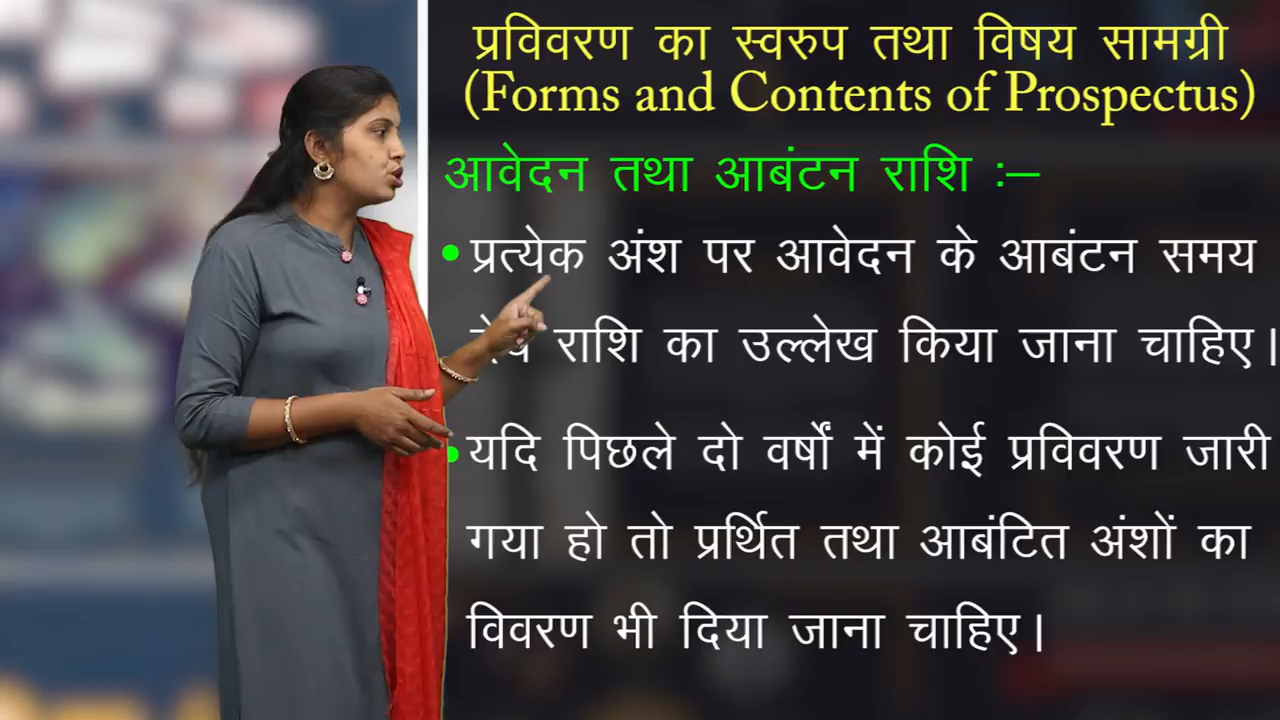 प्रविवरण का स्वरुप तथा विषय सामग्री
(Forms and Contents of Prospectus)
आवेदन तथा आबंटन राशि :–
• प्रत्येक अंश पर आवेदन के आबंटन समय
राशि का उल्लेख किया जाना चाहिए।
• यदि पिछले दो वर्षों में कोई प्रविवरण जारी
गया हो तो प्रर्थित तथा आबंटित अंशों का
विवरण भी दिया जाना चाहिए।